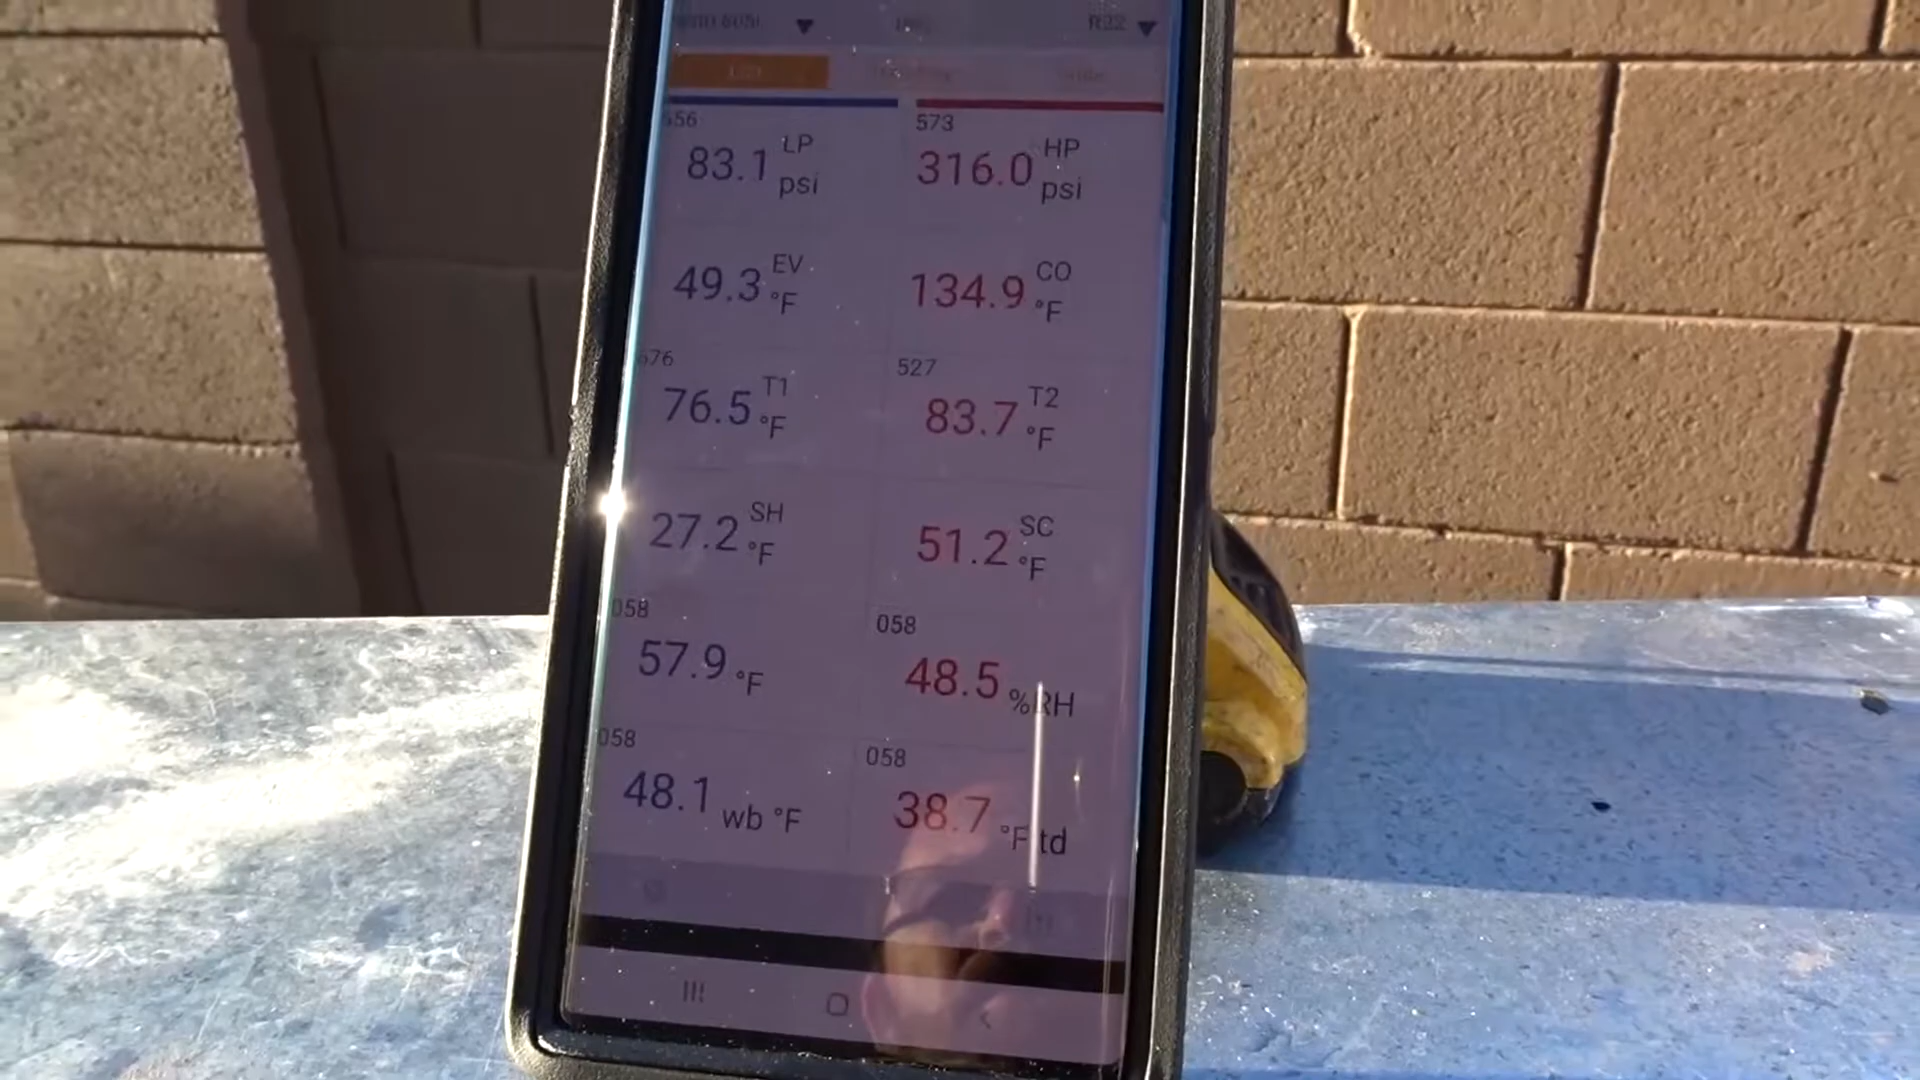 R22
573
83.1 LP psi
316.0 HP psi
49.3 EV °F
134.9 CO °F
527
76.5 T1 °F
83.7 T2 °F
27.2 SH °F
51.2 SC °F
058
058
57.9 °F
48.5 %RH
058
058
48.1 wb °F
38.7 °F td